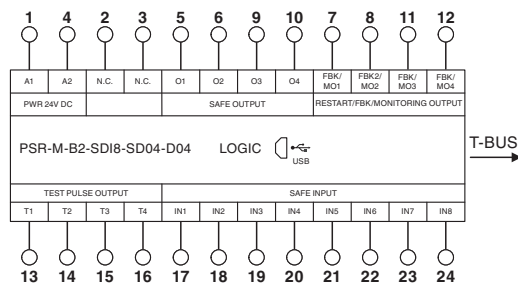 1 4 2 3 5 6 9 10 7 8 11 12
A1 A2 N.C. N.C. O1 O2 O3 O4 FBK/ FBK2/ FBK/ FBK/
MO1 MO2 MO3 MO4
PWR 24V DC SAFE OUTPUT RESTART/FBK/MONITORING OUTPUT
PSR-M-B2-SDI8-SD04-D04 LOGIC USB T-BUS
TEST PULSE OUTPUT SAFE INPUT
T1 T2 T3 T4 IN1 IN2 IN3 IN4 IN5 IN6 IN7 IN8
13 14 15 16 17 18 19 20 21 22 23 24